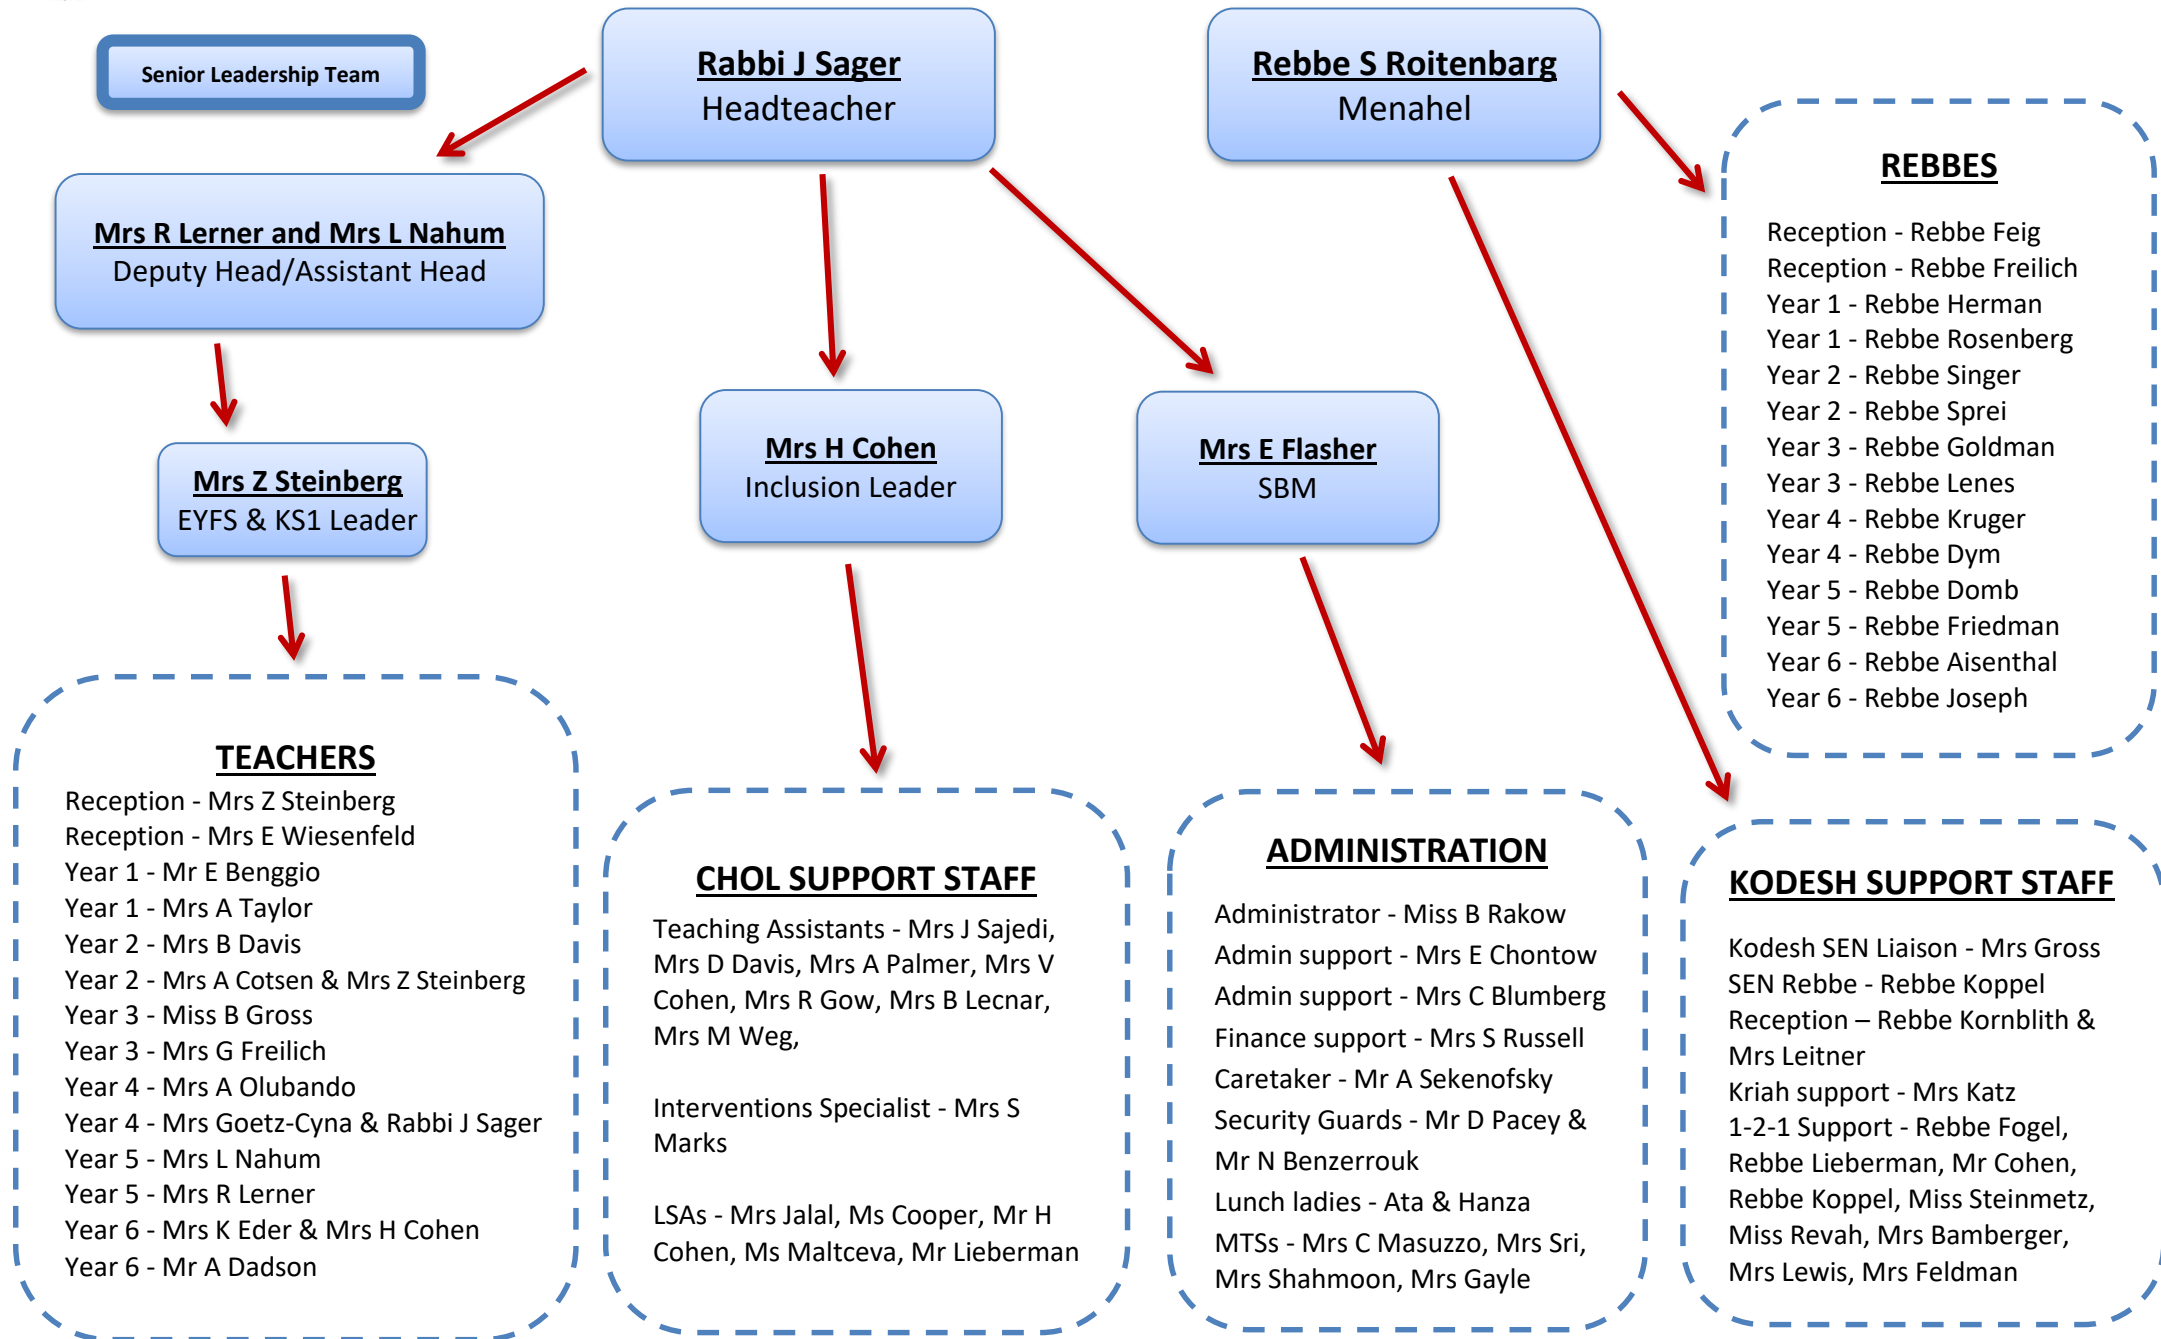 Senior Leadership Team
Rabbi J Sager
Headteacher
Rebbe S Roitenbarg
Menahel
Mrs R Lerner and Mrs L Nahum
Deputy Head/Assistant Head
Mrs Z Steinberg
EYFS & KS1 Leader
Mrs H Cohen
Inclusion Leader
Mrs E Flasher
SBM
REBBES
Reception - Rebbe Feig
Reception - Rebbe Freilich
Year 1 - Rebbe Herman
Year 1 - Rebbe Rosenberg
Year 2 - Rebbe Singer
Year 2 - Rebbe Sprei
Year 3 - Rebbe Goldman
Year 3 - Rebbe Lenes
Year 4 - Rebbe Kruger
Year 4 - Rebbe Dym
Year 5 - Rebbe Domb
Year 5 - Rebbe Friedman
Year 6 - Rebbe Aisenthal
Year 6 - Rebbe Joseph
TEACHERS
Reception - Mrs Z Steinberg
Reception - Mrs E Wiesenfeld
Year 1 - Mr E Benggio
Year 1 - Mrs A Taylor
Year 2 - Mrs B Davis
Year 2 - Mrs A Cotsen & Mrs Z Steinberg
Year 3 - Miss B Gross
Year 3 - Mrs G Freilich
Year 4 - Mrs A Olubando
Year 4 - Mrs Goetz-Cyna & Rabbi J Sager
Year 5 - Mrs L Nahum
Year 5 - Mrs R Lerner
Year 6 - Mrs K Eder & Mrs H Cohen
Year 6 - Mr A Dadson
CHOL SUPPORT STAFF
Teaching Assistants - Mrs J Sajedi,
Mrs D Davis, Mrs A Palmer, Mrs V
Cohen, Mrs R Gow, Mrs B Lecnar,
Mrs M Weg,
Interventions Specialist - Mrs S
Marks
LSAs - Mrs Jalal, Ms Cooper, Mr H
Cohen, Ms Maltceva, Mr Lieberman
ADMINISTRATION
Administrator - Miss B Rakow
Admin support - Mrs E Chontow
Admin support - Mrs C Blumberg
Finance support - Mrs S Russell
Caretaker - Mr A Sekenofsky
Security Guards - Mr D Pacey &
Mr N Benzerrouk
Lunch ladies - Ata & Hanza
MTSs - Mrs C Masuzzo, Mrs Sri,
Mrs Shahmoon, Mrs Gayle
KODESH SUPPORT STAFF
Kodesh SEN Liaison - Mrs Gross
SEN Rebbe - Rebbe Koppel
Reception – Rebbe Kornblith &
Mrs Leitner
Kriah support - Mrs Katz
1-2-1 Support - Rebbe Fogel,
Rebbe Lieberman, Mr Cohen,
Rebbe Koppel, Miss Steinmetz,
Miss Revah, Mrs Bamberger,
Mrs Lewis, Mrs Feldman